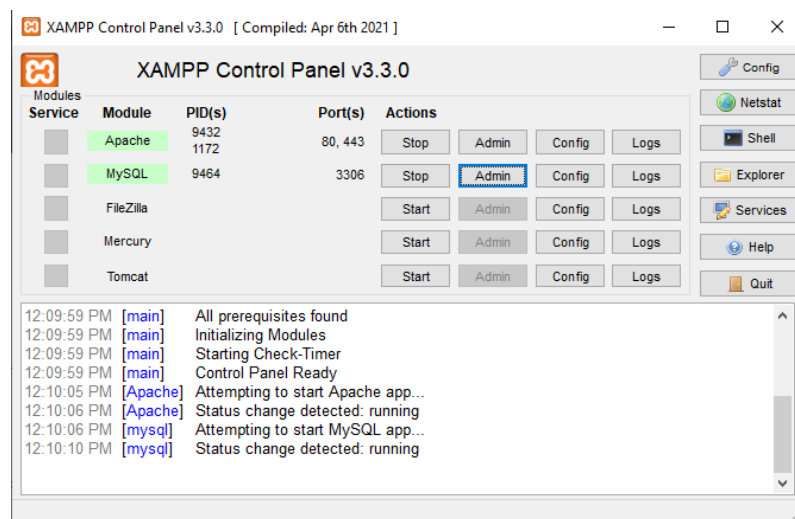 XAMPP Control Panel v3.3.0 [ Compiled: Apr 6th 2021 ]
XAMPP Control Panel v3.3.0
Config
Modules
Netstat
Service Module PID(s) Port(s) Actions
Apache 9432 1172 80, 443 Stop Admin Config Logs
Shell
MySQL 9464 3306 Stop Admin Config Logs
Explorer
FileZilla Start Admin Config Logs
Services
Mercury Start Admin Config Logs
Help
Tomcat Start Admin Config Logs
Quit
12:09:59 PM [main] All prerequisites found
12:09:59 PM [main] Initializing Modules
12:09:59 PM [main] Starting Check-Timer
12:09:59 PM [main] Control Panel Ready
12:10:05 PM [Apache] Attempting to start Apache app...
12:10:06 PM [Apache] Status change detected: running
12:10:06 PM [mysql] Attempting to start MySQL app...
12:10:10 PM [mysql] Status change detected: running